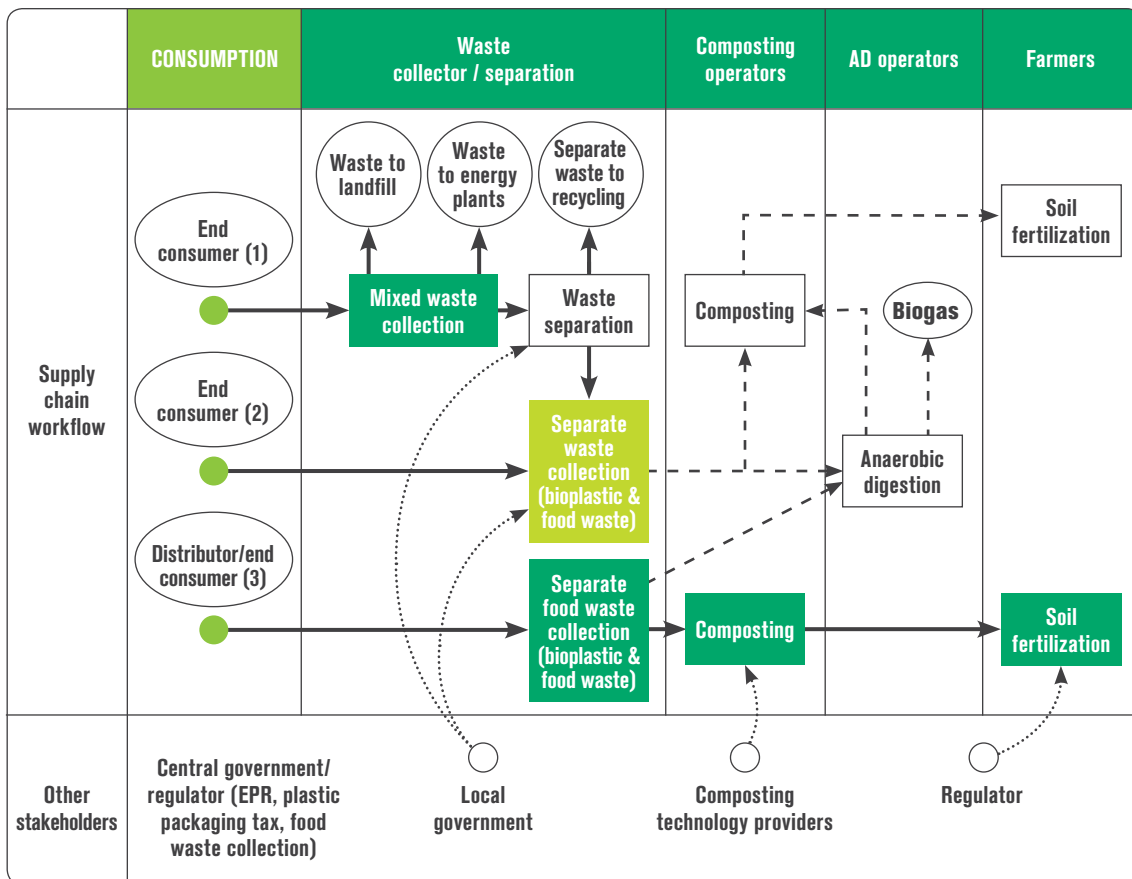 CONSUMPTION
Waste
collector / separation
Composting
operators
AD operators
Farmers
Supply
chain
workflow
End
consumer (1)
End
consumer (2)
Distributor/end
consumer (3)
Waste to
landfill
Waste
to energy
plants
Separate
waste to
recycling
Mixed waste
collection
Waste
separation
Separate
waste
collection
(bioplastic &
food waste)
Separate
food waste
collection
(bioplastic &
food waste)
Composting
Composting
Biogas
Anaerobic
digestion
Soil
fertilization
Soil
fertilization
Other
stakeholders
Central government/
regulator (EPR, plastic
packaging tax, food
waste collection)
Local
government
Composting
technology providers
Regulator